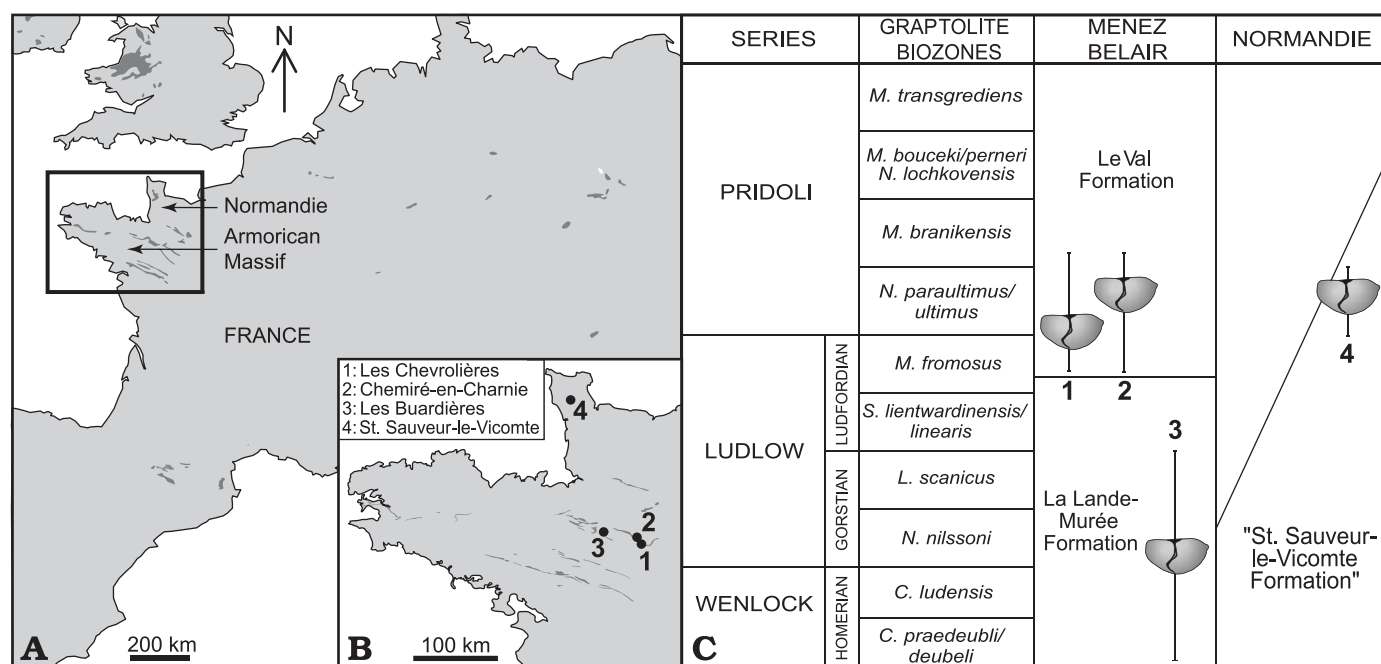 N
Normandie
Armorican
Massif
FRANCE
A
200 km
1: Les Chevrolières
2: Chemiré-en-Charnie
3: Les Buardières
4: St. Sauveur-le-Vicomte
4
2
3
1
B
100 km
C
SERIES
GRAPTOLITE
BIOZONES
MENEZ
BELAIR
NORMANDIE
PRIDOLI
LUDLOW
WENLOCK
LUDFORDIAN
GORSTIAN
HOMERIAN
M. transgrediens
M. bouceki/perneri
N. lochkovensis
M. branikensis
N. paraultimus/
ultimus
M. fromosus
S. lientwardinensis/
linearis
L. scanicus
N. nilssoni
C. ludensis
C. praedeubli/
deubeli
Le Val
Formation
1
2
3
La Lande-
Murée
Formation
4
"St. Sauveur-
le-Vicomte
Formation"